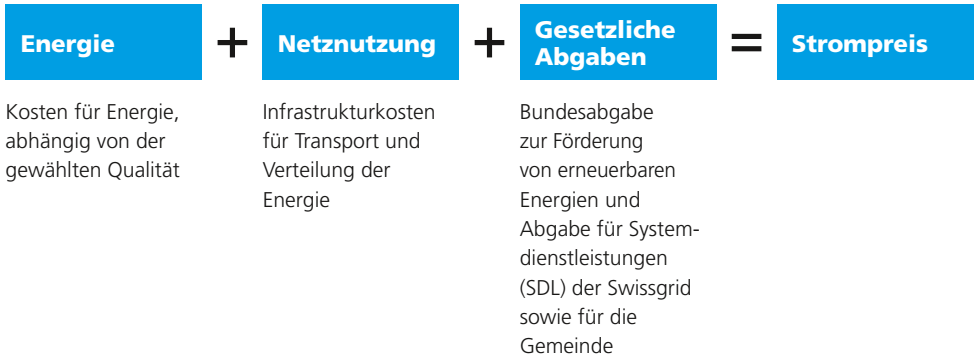 Energie
+
Netznutzung
+
Gesetzliche
Abgaben
=
Strompreis
Kosten für Energie,
abhängig von der
gewählten Qualität
Infrastrukturkosten
für Transport und
Verteilung der
Energie
Bundesabgabe
zur Förderung
von erneuerbaren
Energien und
Abgabe für System-
dienstleistungen
(SDL) der Swissgrid
sowie für die
Gemeinde